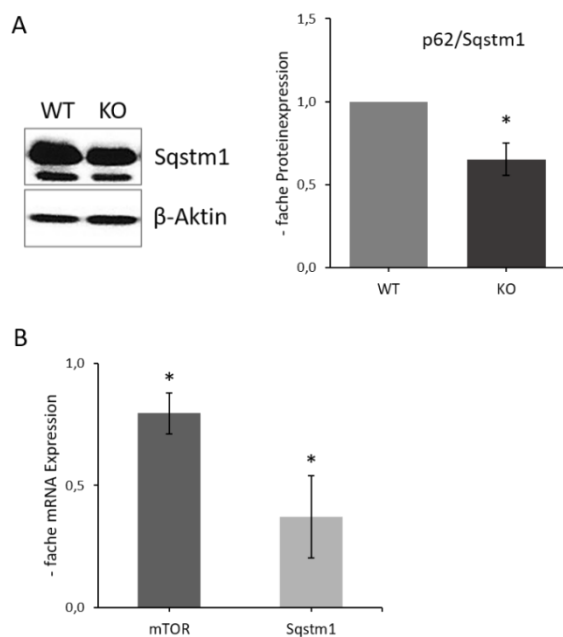 A
WT KO
Sqstm1
β-Aktin
p62/Sqstm1
- fache Proteinexpression
1,5
1,0
0,5
0,0
*
WT KO
B
- fache mRNA Expression
1,0
0,5
0,0
*
*
mTOR Sqstm1